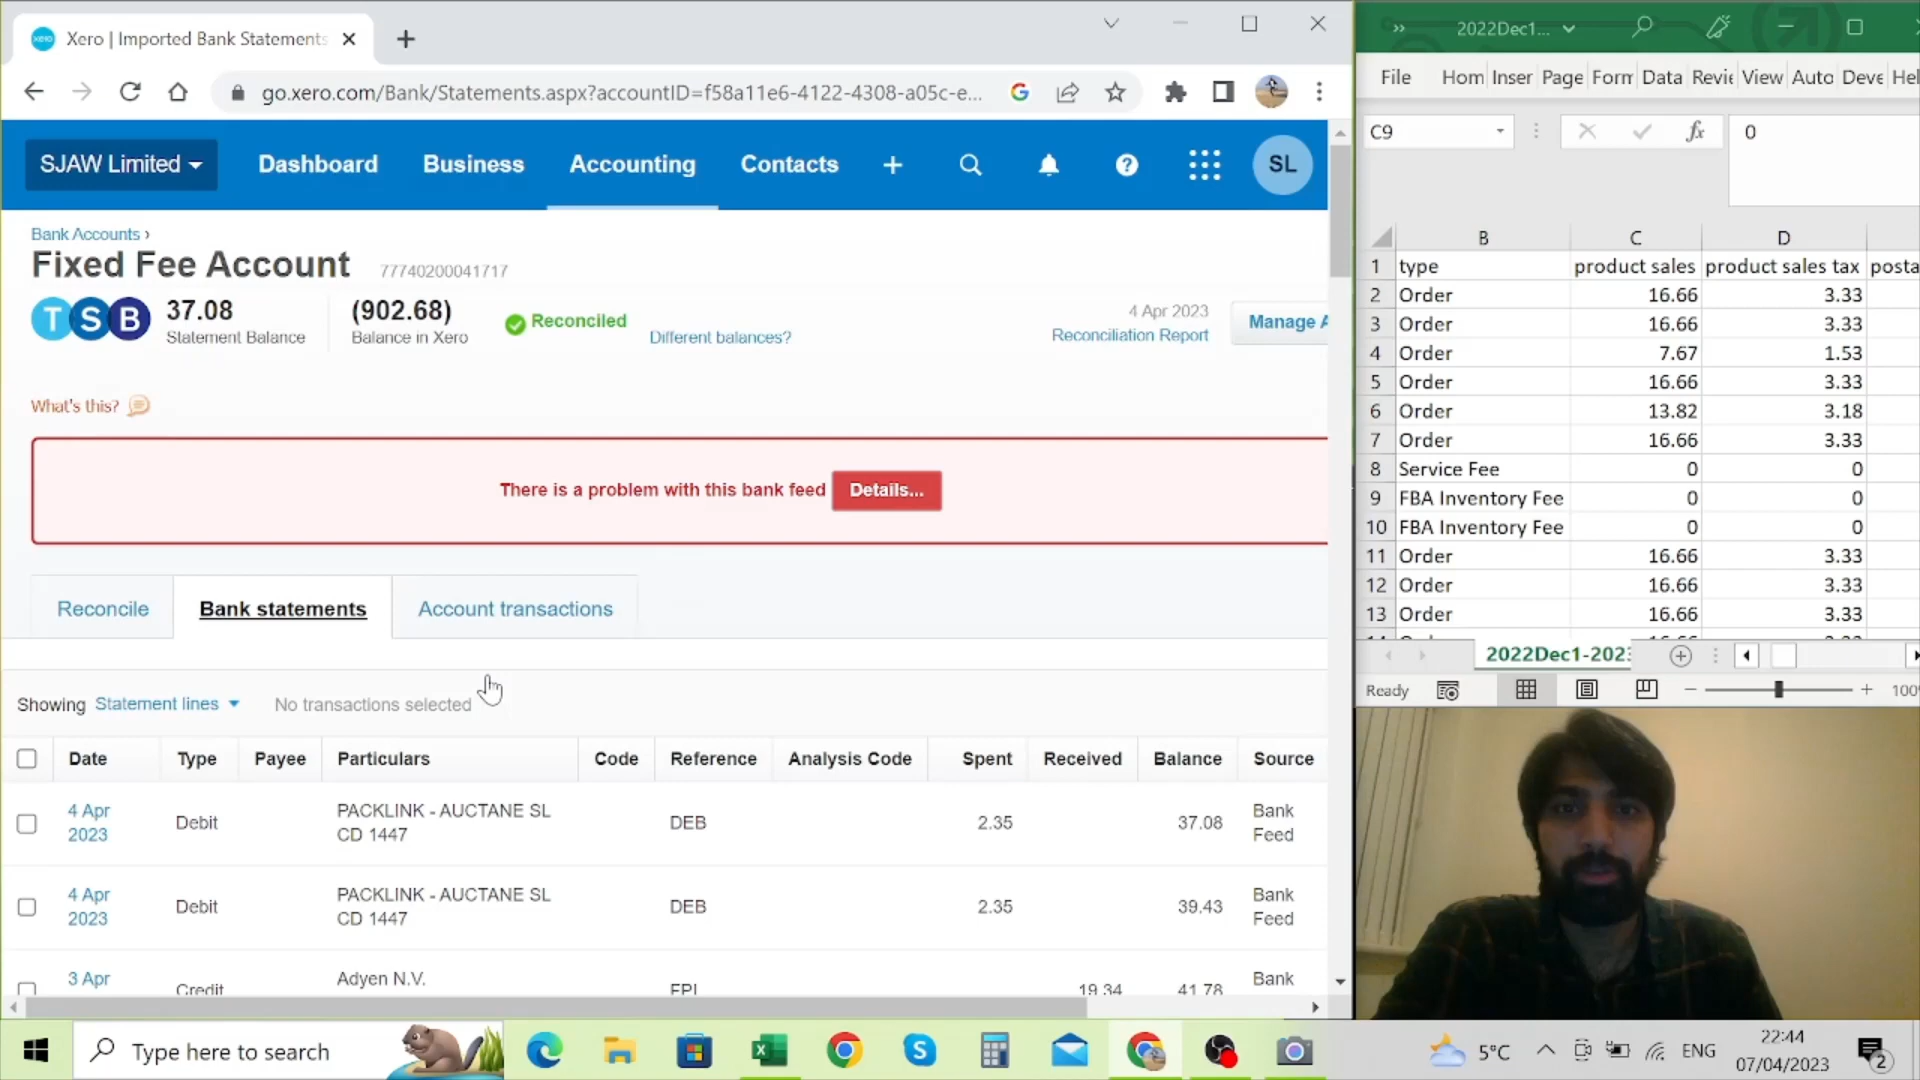 Xero | Imported Bank Statements
go.xero.com/Bank/Statements.aspx?accountID=f58a11e6-4122-4308-a05c-e...
SJAW Limited
Dashboard
Business
Accounting
Contacts
SL
Bank Accounts ›
Fixed Fee Account 77740200041717
TSB
37.08
Statement Balance
(902.68)
Balance in Xero
Reconciled
Different balances?
4 Apr 2023
Reconciliation Report
Manage A
What's this?
There is a problem with this bank feed Details...
Reconcile
Bank statements
Account transactions
Showing Statement lines No transactions selected
Date Type Payee Particulars Code Reference Analysis Code Spent Received Balance Source
4 Apr 2023 Debit PACKLINK - AUCTANE SL CD 1447 DEB 2.35 37.08 Bank Feed
4 Apr 2023 Debit PACKLINK - AUCTANE SL CD 1447 DEB 2.35 39.43 Bank Feed
3 Apr Credit Adyen N.V. FPI 19.34 41.78 Bank
2022Dec1...
File Hom Inser Page Form Data Revie View Auto Deve Hel
C9 fx 0
B C D
1 type product sales product sales tax posta
2 Order 16.66 3.33
3 Order 16.66 3.33
4 Order 7.67 1.53
5 Order 16.66 3.33
6 Order 13.82 3.18
7 Order 16.66 3.33
8 Service Fee 0 0
9 FBA Inventory Fee 0 0
10 FBA Inventory Fee 0 0
11 Order 16.66 3.33
12 Order 16.66 3.33
13 Order 16.66 3.33
2022Dec1-2023
Ready 100%
Type here to search
5°C
ENG
22:44
07/04/2023
2